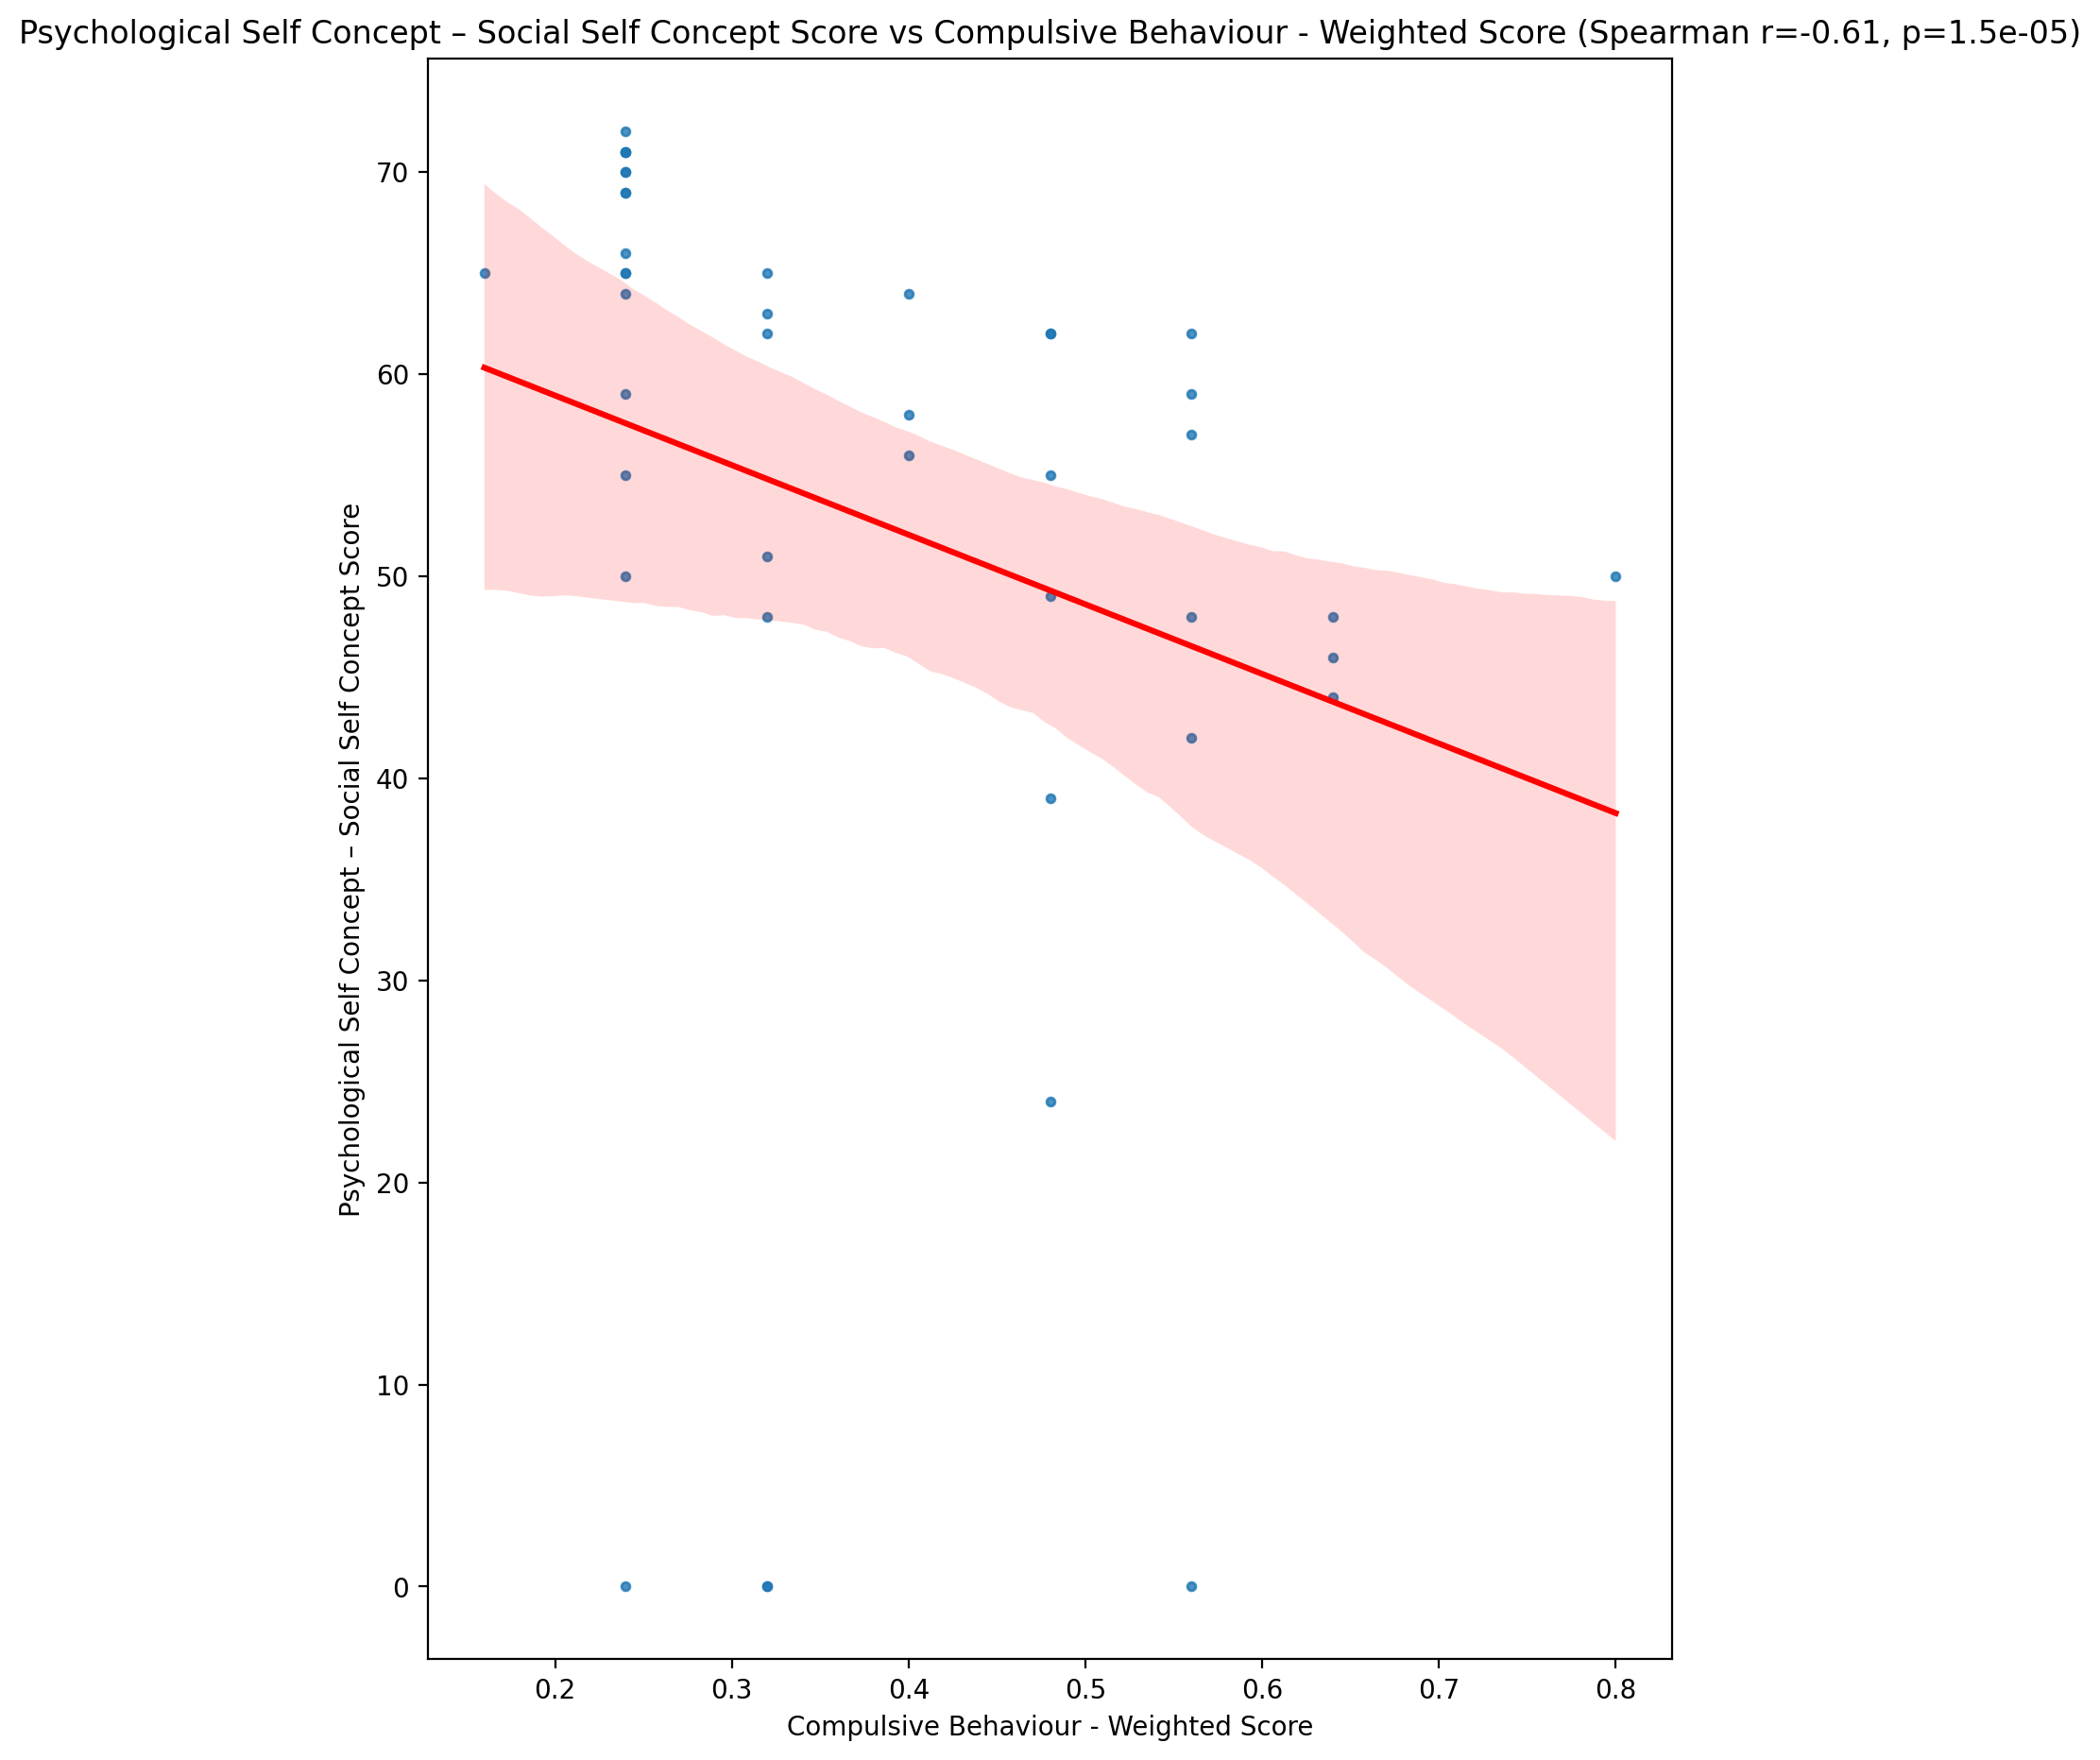 Psychological Self Concept – Social Self Concept Score vs Compulsive Behaviour - Weighted Score (Spearman r=-0.61, p=1.5e-05)
Psychological Self Concept – Social Self Concept Score
70
60
50
40
30
20
10
0
0.2 0.3 0.4 0.5 0.6 0.7 0.8
Compulsive Behaviour - Weighted Score